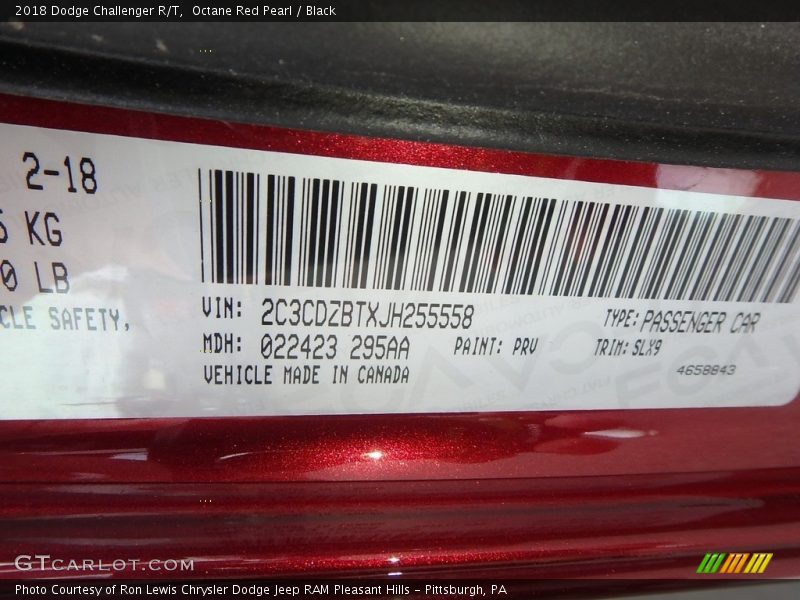 2018 Dodge Challenger R/T,  Octane Red Pearl / Black
2-18
KG
0 LB
CLE SAFETY,
VIN: 2C3CDZBTXJH255558
TYPE: PASSENGER CAR
MDH: 022423 295AA
PAINT: PRV
TRIM: SLX9
VEHICLE MADE IN CANADA
4658843
GTCARLOT.COM
Photo Courtesy of Ron Lewis Chrysler Dodge Jeep RAM Pleasant Hills - Pittsburgh, PA